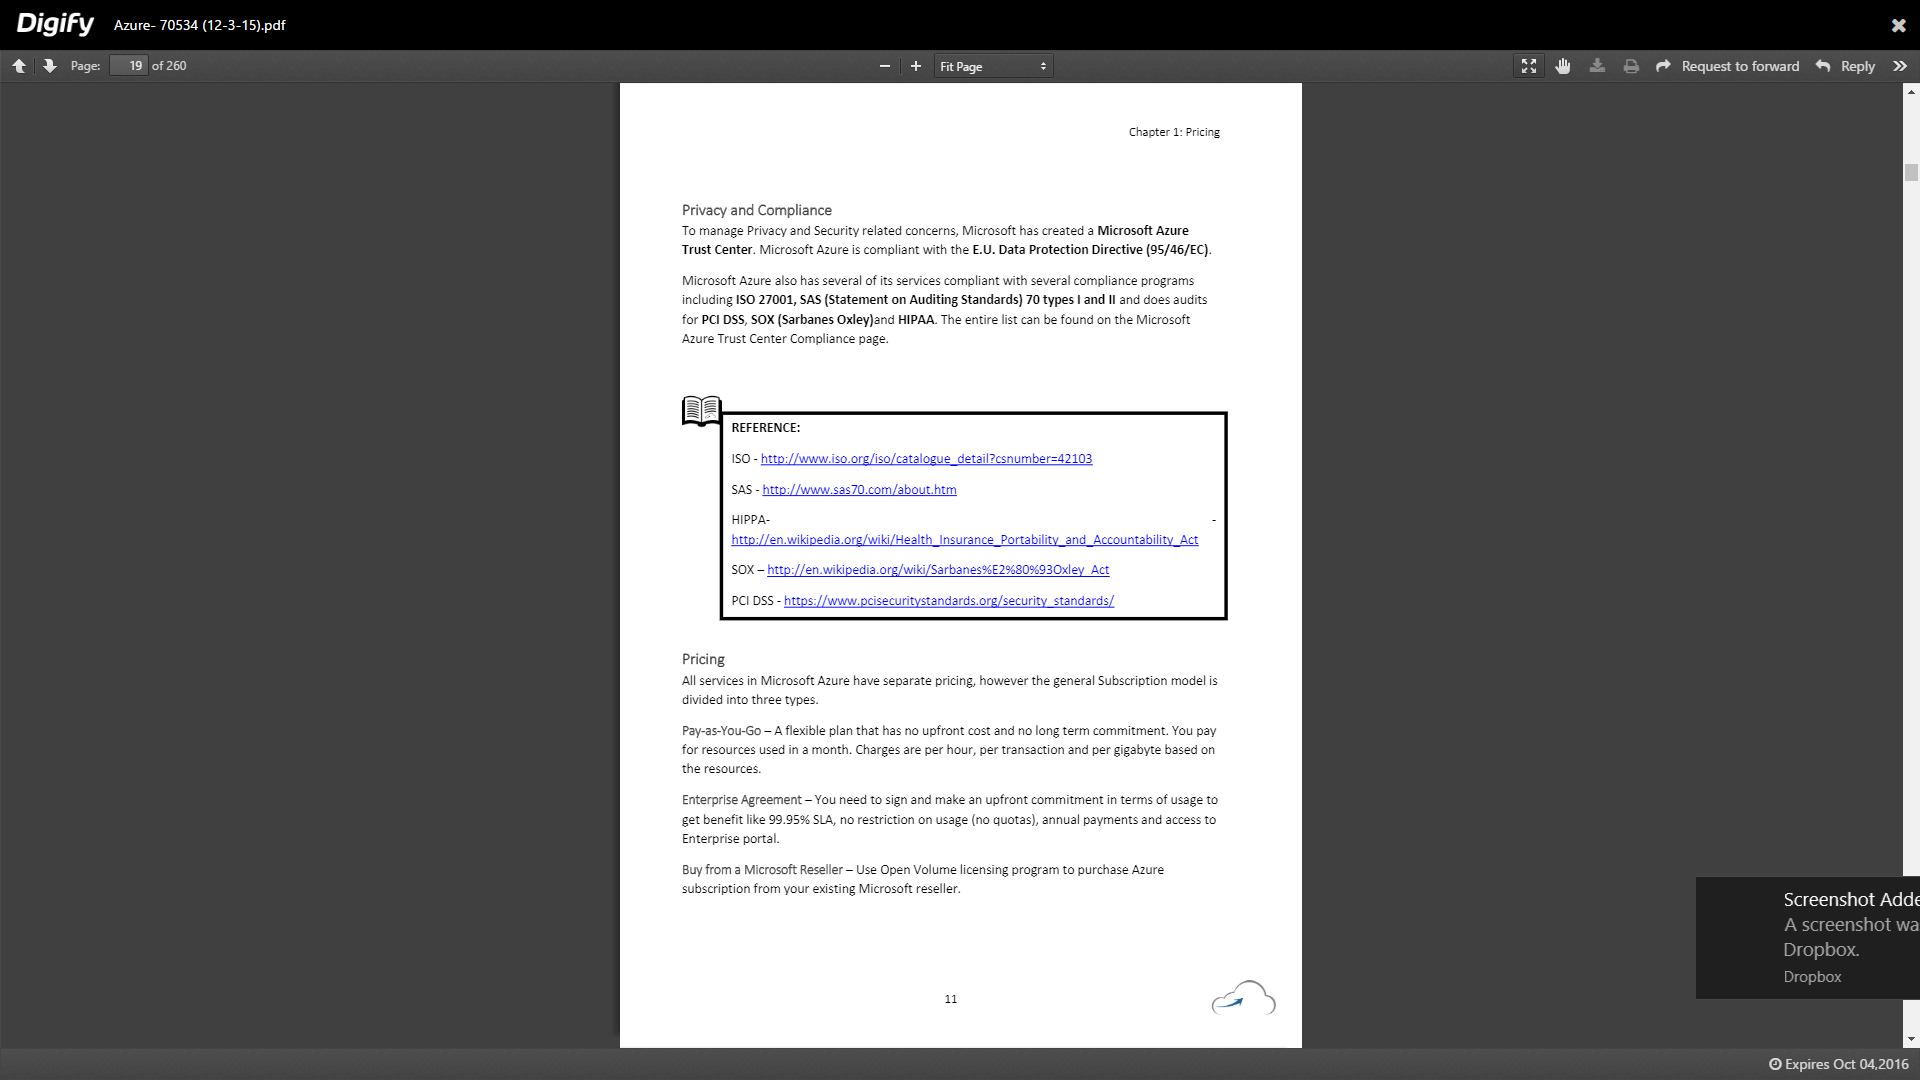 Digify Azure- 70534 (12-3-15).pdf
Page: 19 of 260 Fit Page Request to forward Reply
Chapter 1: Pricing
Privacy and Compliance
To manage Privacy and Security related concerns, Microsoft has created a Microsoft Azure
Trust Center. Microsoft Azure is compliant with the E.U. Data Protection Directive (95/46/EC).
Microsoft Azure also has several of its services compliant with several compliance programs
including ISO 27001, SAS (Statement on Auditing Standards) 70 types I and II and does audits
for PCI DSS, SOX (Sarbanes Oxley)and HIPAA. The entire list can be found on the Microsoft
Azure Trust Center Compliance page.
REFERENCE:
ISO - http://www.iso.org/iso/catalogue_detail?csnumber=42103
SAS - http://www.sas70.com/about.htm
HIPPA- -
http://en.wikipedia.org/wiki/Health_Insurance_Portability_and_Accountability_Act
SOX – http://en.wikipedia.org/wiki/Sarbanes%E2%80%93Oxley_Act
PCI DSS - https://www.pcisecuritystandards.org/security_standards/
Pricing
All services in Microsoft Azure have separate pricing, however the general Subscription model is
divided into three types.
Pay-as-You-Go – A flexible plan that has no upfront cost and no long term commitment. You pay
for resources used in a month. Charges are per hour, per transaction and per gigabyte based on
the resources.
Enterprise Agreement – You need to sign and make an upfront commitment in terms of usage to
get benefit like 99.95% SLA, no restriction on usage (no quotas), annual payments and access to
Enterprise portal.
Buy from a Microsoft Reseller – Use Open Volume licensing program to purchase Azure
subscription from your existing Microsoft reseller.
11
Screenshot Adde
A screenshot wa
Dropbox.
Dropbox
Expires Oct 04,2016